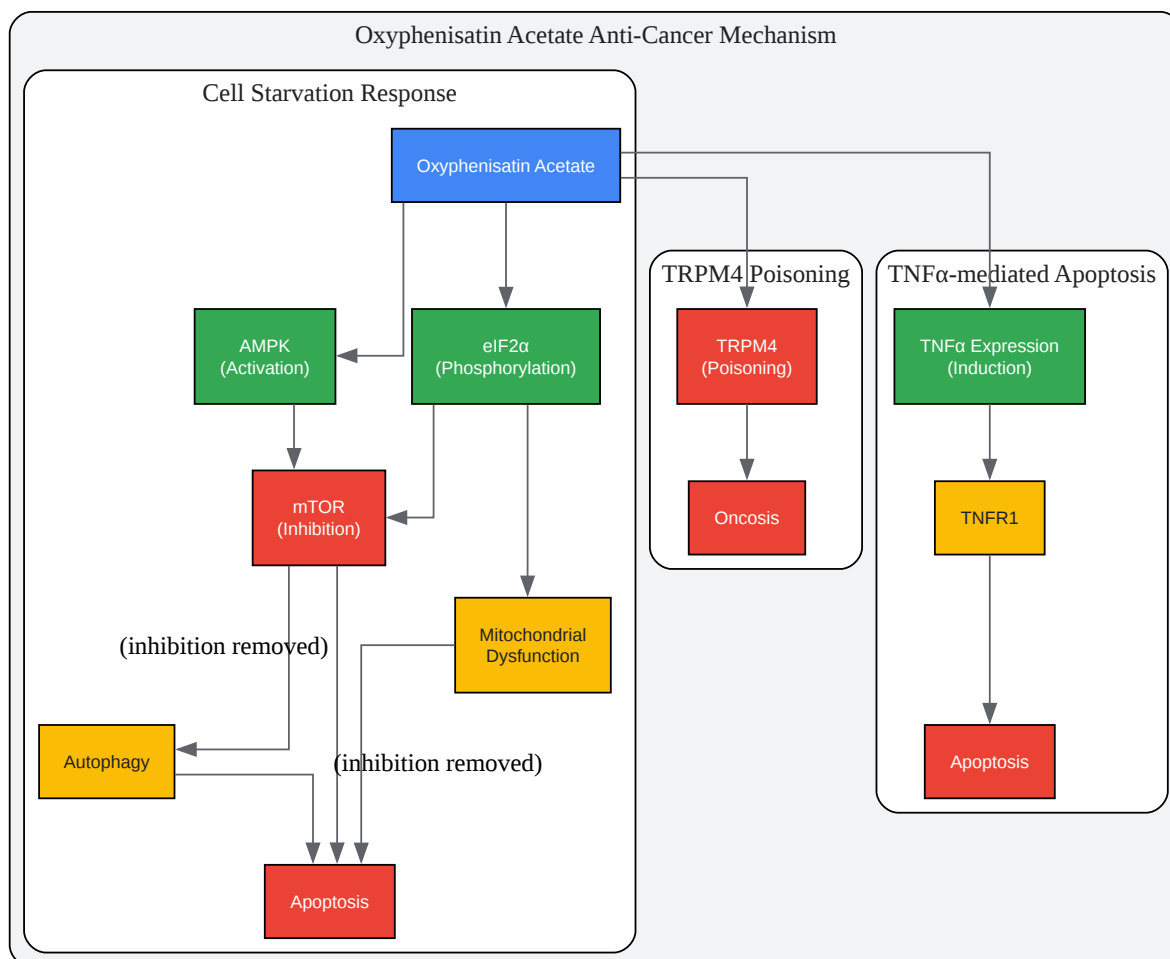 Oxyphenisatin Acetate Anti-Cancer Mechanism
Cell Starvation Response
Oxyphenisatin Acetate
TRPM4 Poisoning
TNFα-mediated Apoptosis
AMPK
(Activation)
eIF2α
(Phosphorylation)
TRPM4
(Poisoning)
TNFα Expression
(Induction)
mTOR
(Inhibition)
Oncosis
TNFR1
(inhibition removed)
Mitochondrial
Dysfunction
Autophagy
(inhibition removed)
Apoptosis
Apoptosis